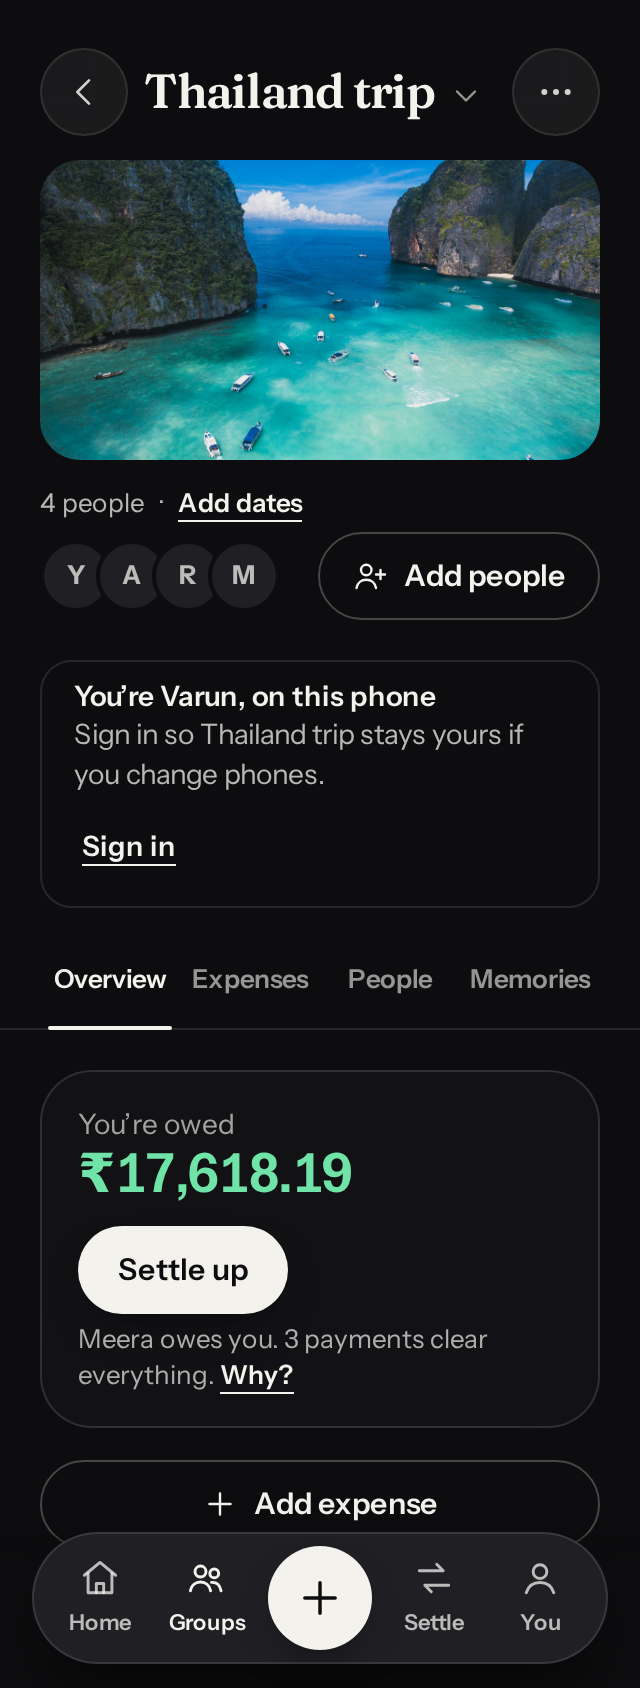 Thailand trip
4 people · Add dates
Y A R M
Add people
You’re Varun, on this phone
Sign in so Thailand trip stays yours if
you change phones.
Sign in
Overview Expenses People Memories
You’re owed
₹17,618.19
Settle up
Meera owes you. 3 payments clear
everything. Why?
Add expense
Home Groups Settle You